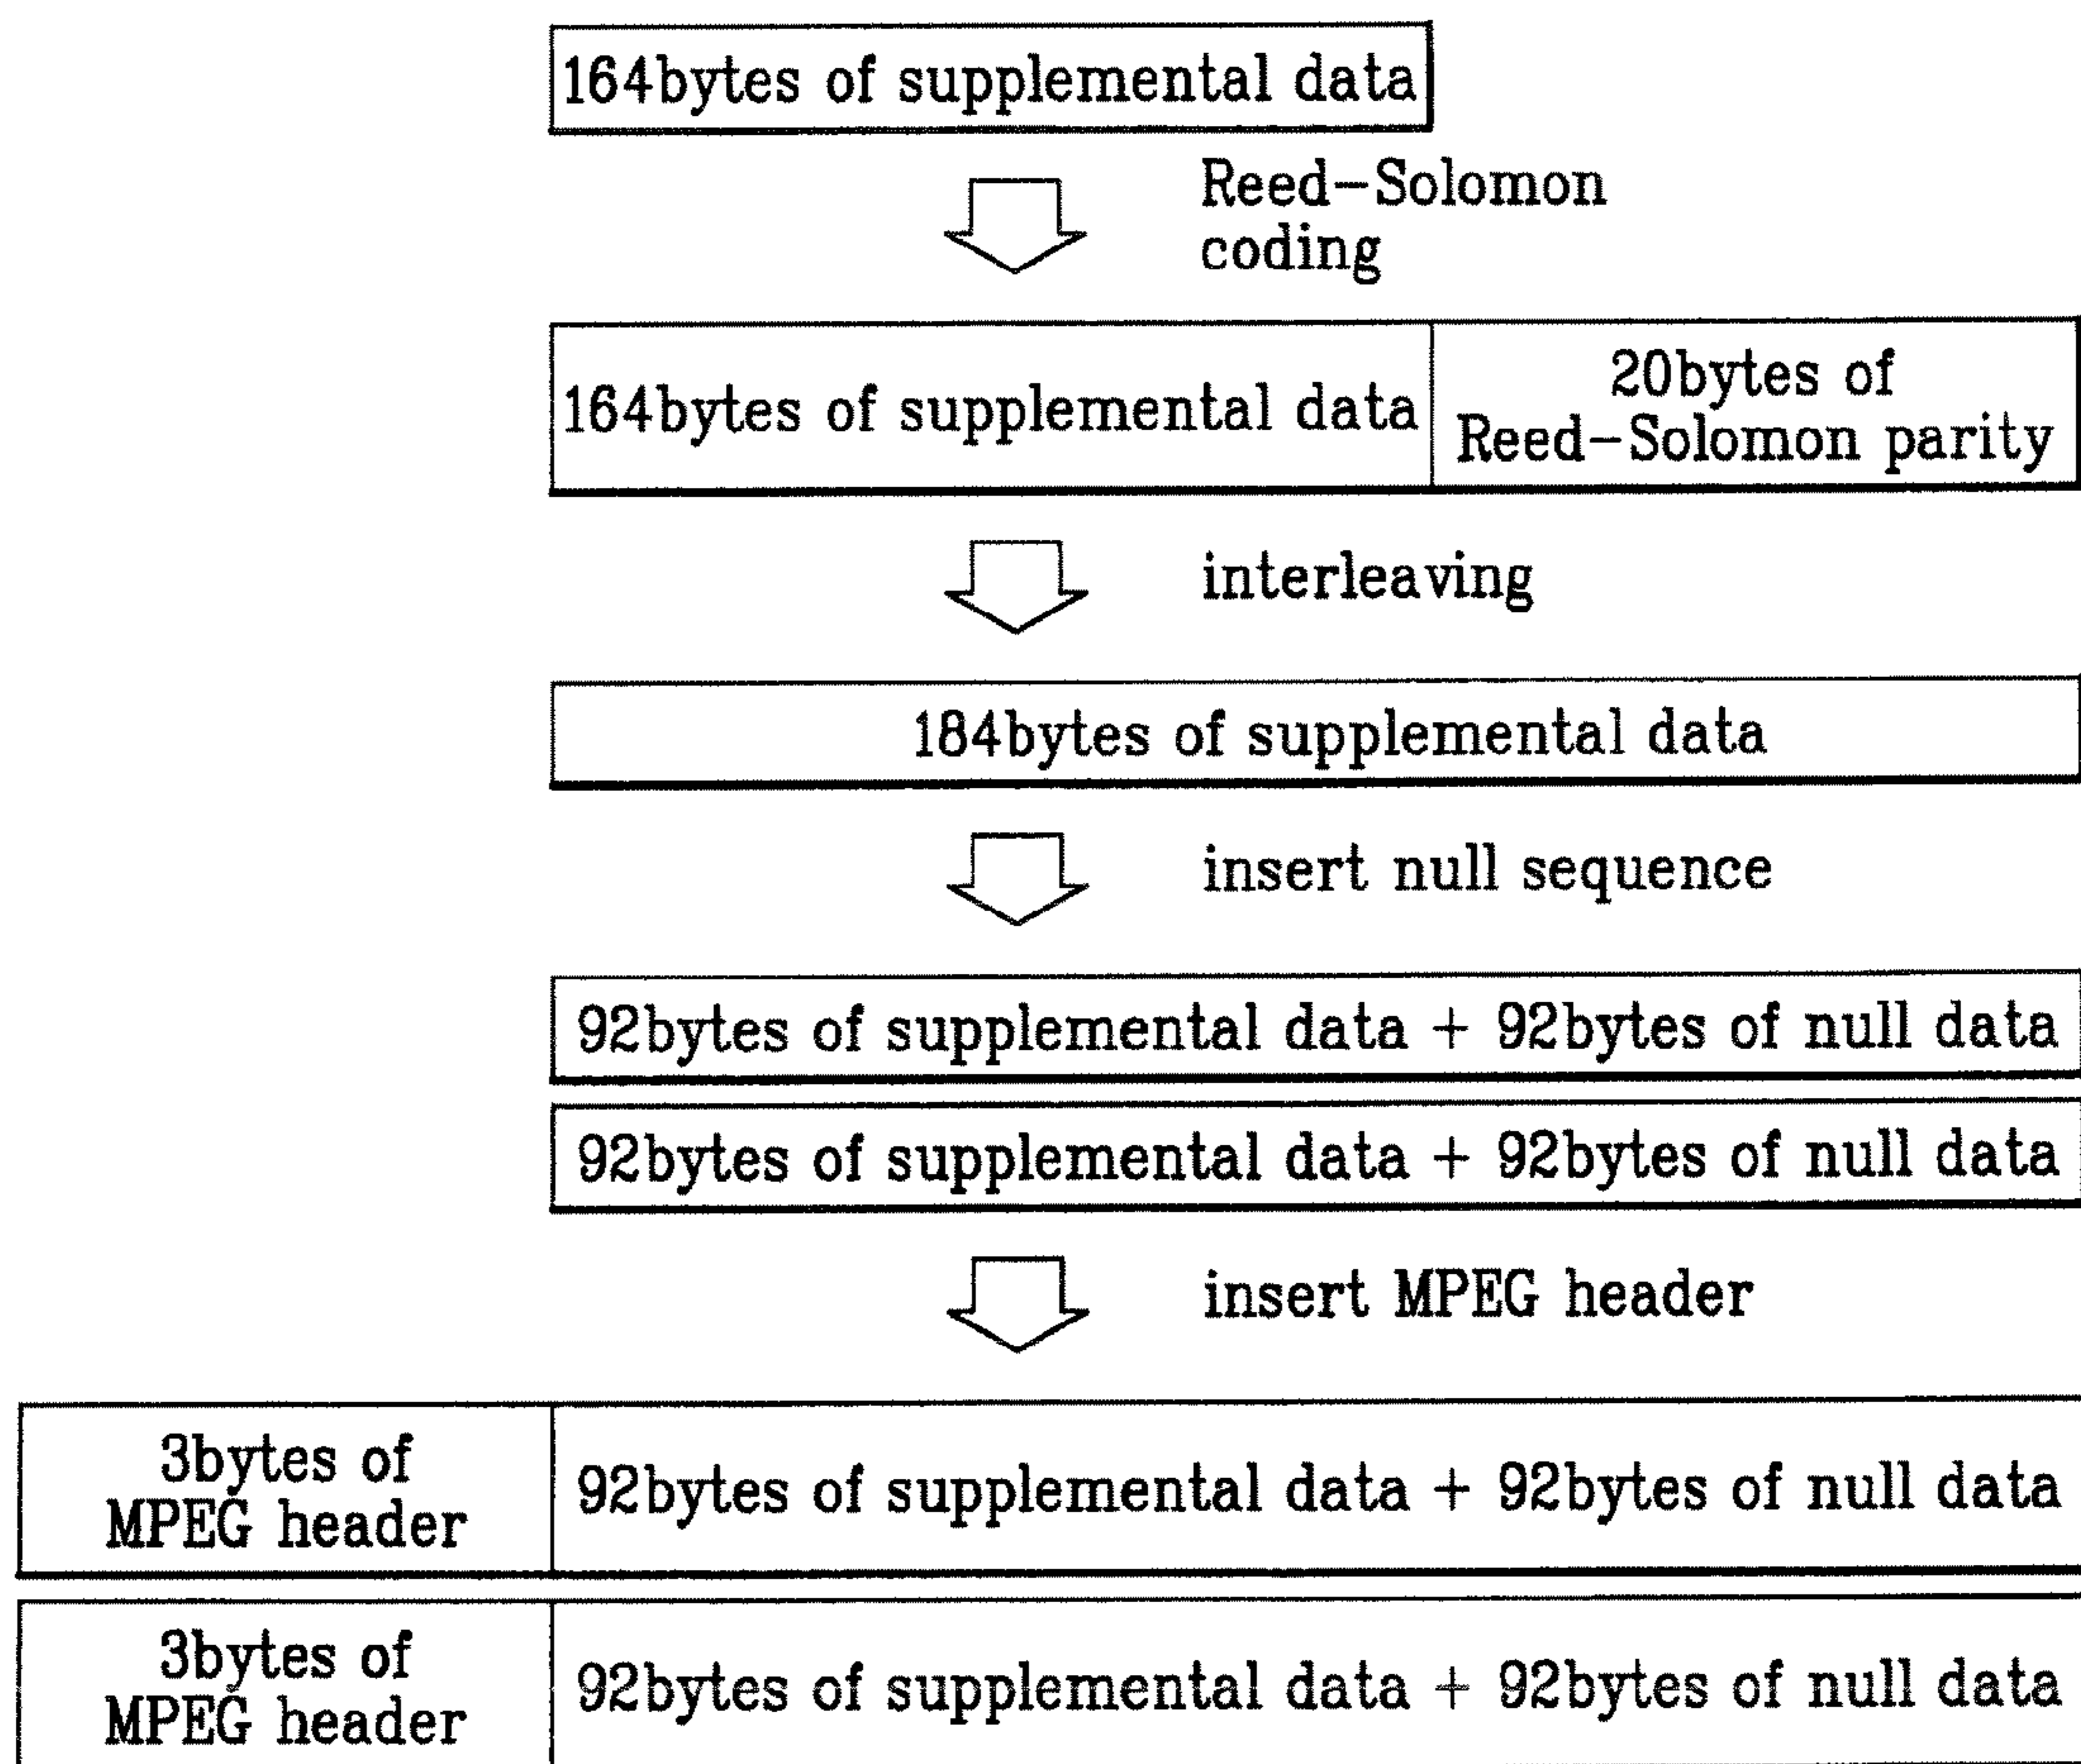 164bytes of supplemental data
Reed-Solomon
coding
164bytes of supplemental data
20bytes of
Reed-Solomon parity
interleaving
184bytes of supplemental data
insert null sequence
92bytes of supplemental data + 92bytes of null data
92bytes of supplemental data + 92bytes of null data
insert MPEG header
3bytes of
MPEG header
92bytes of supplemental data + 92bytes of null data
3bytes of
MPEG header
92bytes of supplemental data + 92bytes of null data